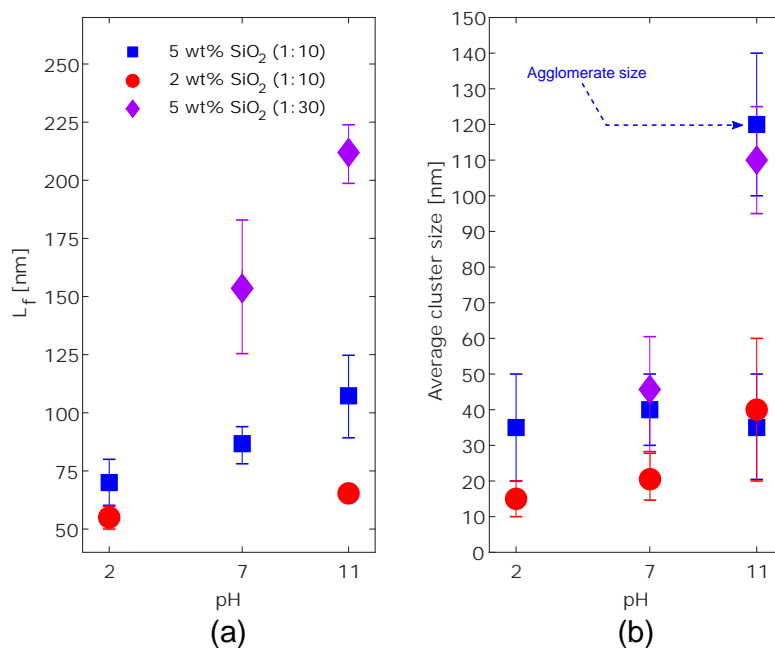 5 wt% SiO₂ (1:10)
2 wt% SiO₂ (1:10)
5 wt% SiO₂ (1:30)
250
225
200
175
150
125
100
75
50
L_f [nm]
2 7 11
pH
(a)
Agglomerate size
150
140
130
120
110
100
90
80
70
60
50
40
30
20
10
0
Average cluster size [nm]
2 7 11
pH
(b)